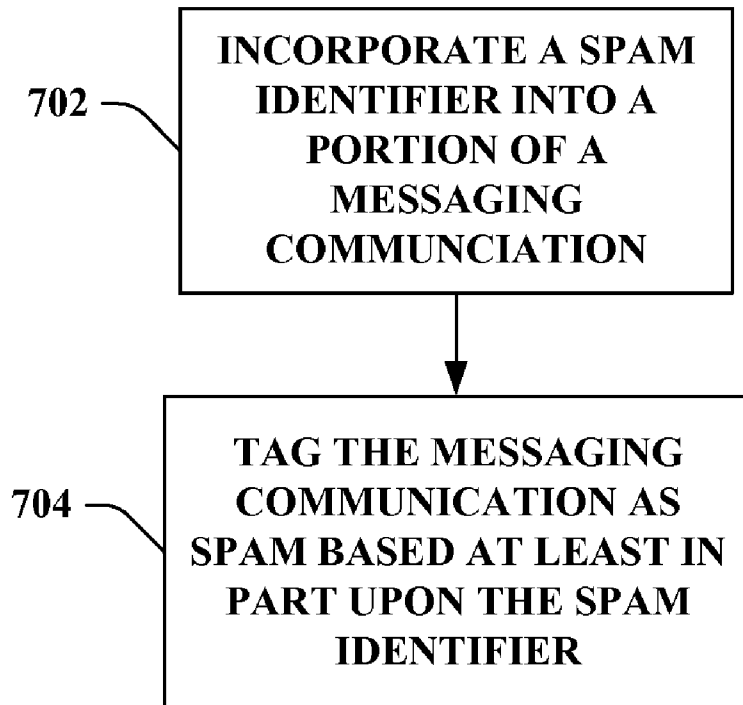 702
INCORPORATE A SPAM
IDENTIFIER INTO A
PORTION OF A
MESSAGING
COMMUNCIATION
704
TAG THE MESSAGING
COMMUNICATION AS
SPAM BASED AT LEAST IN
PART UPON THE SPAM
IDENTIFIER